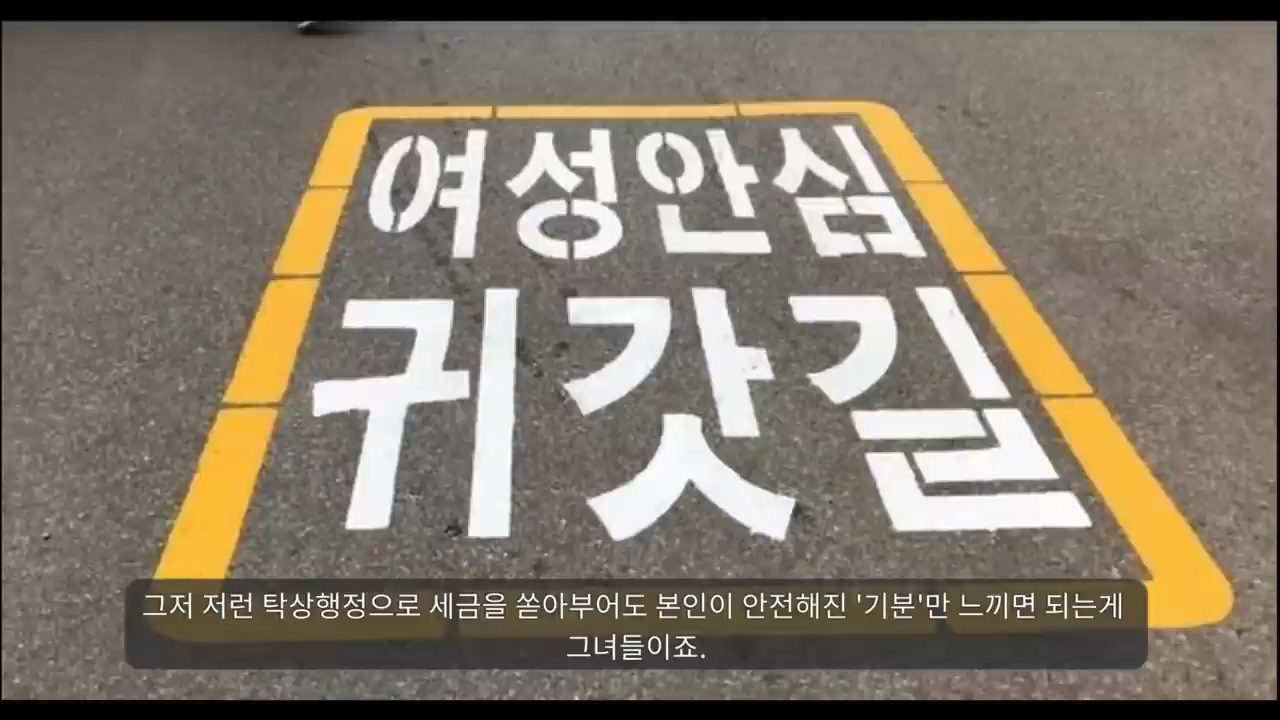 여성안심
귀갓길
그저 저런 탁상행정으로 세금을 쏟아부어도 본인이 안전해진 '기분'만 느끼면 되는게
그녀들이죠.